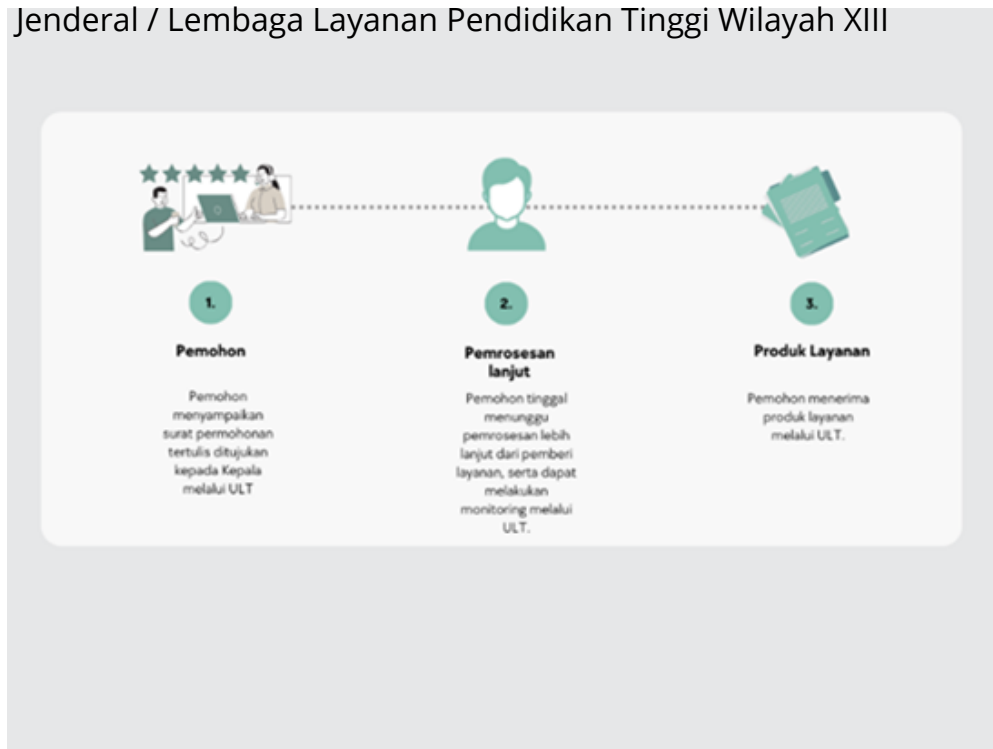 Jenderal / Lembaga Layanan Pendidikan Tinggi Wilayah XIII
1.
Pemohon
Pemohon
menyampaikan
surat permohonan
tertulis ditujukan
kepada Kepala
melalui ULT
2.
Pemrosesan
lanjut
Pemohon tinggal
menunggu
pemrosesan lebih
lanjut dari pemberi
layanan, serta dapat
melakukan
monitoring melalui
ULT.
3.
Produk Layanan
Pemohon menerima
produk layanan
melalui ULT.